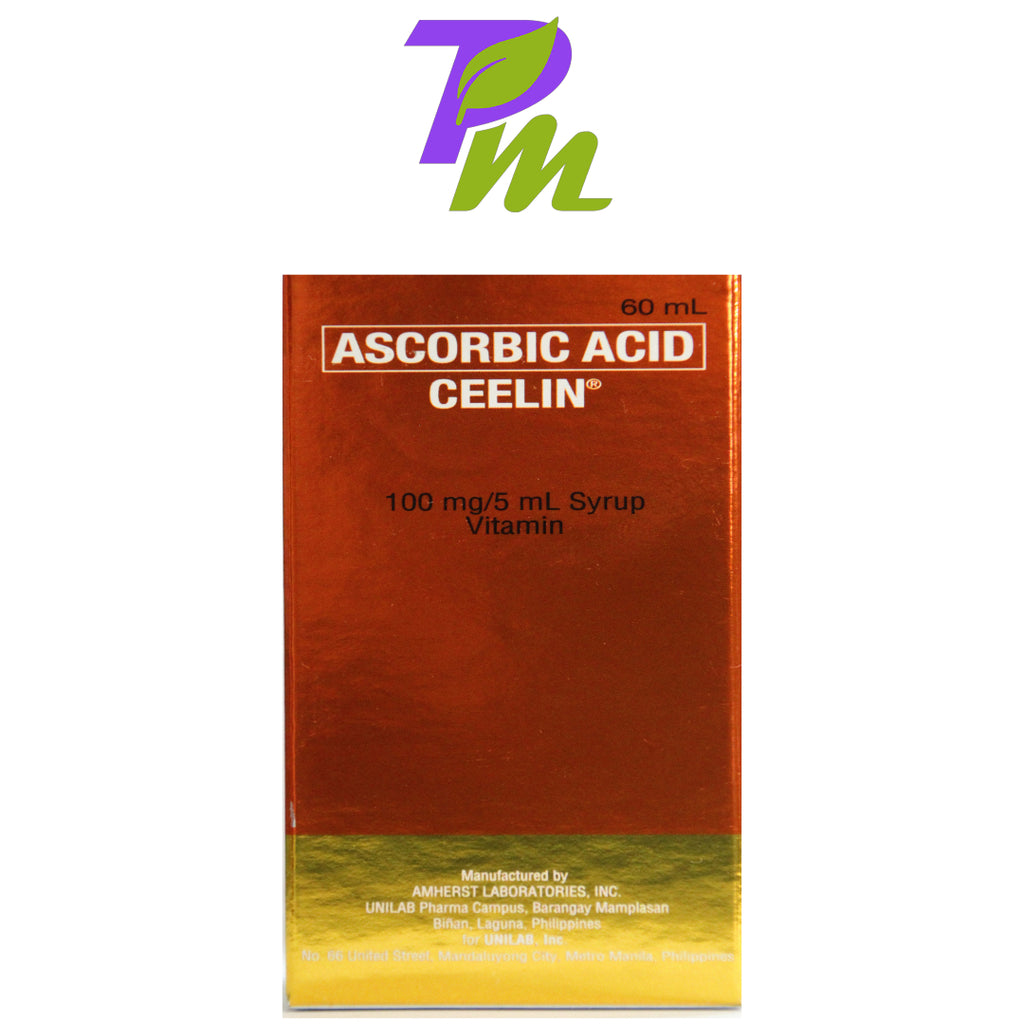 Pm
60 mL
ASCORBIC ACID
CEELIN®
100 mg/5 mL Syrup
Vitamin
Manufactured by
AMHERST LABORATORIES, INC.
UNILAB Pharma Campus, Barangay Mamplasan
Biñan, Laguna, Philippines
for UNILAB, Inc
No. 66 United Street, Mandaluyong City, Metro Manila, Philippines